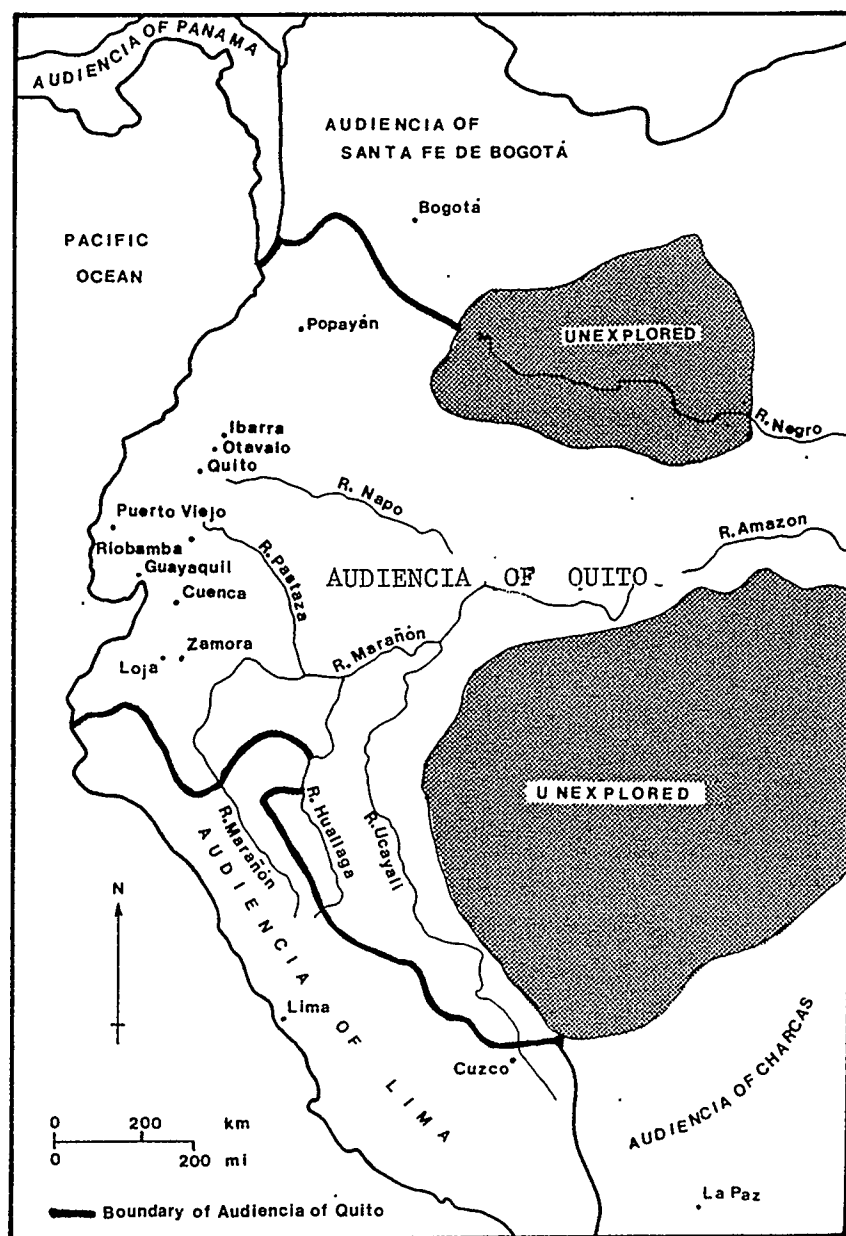 AUDIENCIA OF PANAMA
AUDIENCIA OF
SANTA FE DE BOGOTÁ
Bogotá
PACIFIC
OCEAN
Popayán
UNEXPLORED
R. Negro
Ibarra
Otavalo
Quito
R. Napo
Puerto Viejo
R. Amazon
Riobamba
R. Pastaza
Guayaquil
AUDIENCIA OF QUITO
Cuenca
Zamora
R. Marañón
Loja
UNEXPLORED
R. Marañón
R. Huallaga
R. Ucayali
AUDIENCIA OF LIMA
N
Lima
Cuzco
AUDIENCIA OF CHARCAS
0 200 km
0 200 mi
La Paz
Boundary of Audiencia of Quito